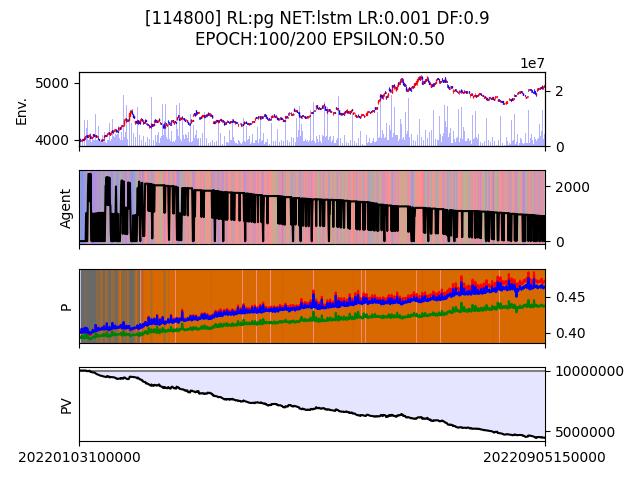 [114800] RL:pg NET:lstm LR:0.001 DF:0.9
EPOCH:100/200 EPSILON:0.50
1e7
5000
4000
Env.
2
0
Agent
2000
0
P
0.45
0.40
PV
10000000
5000000
20220103100000
20220905150000